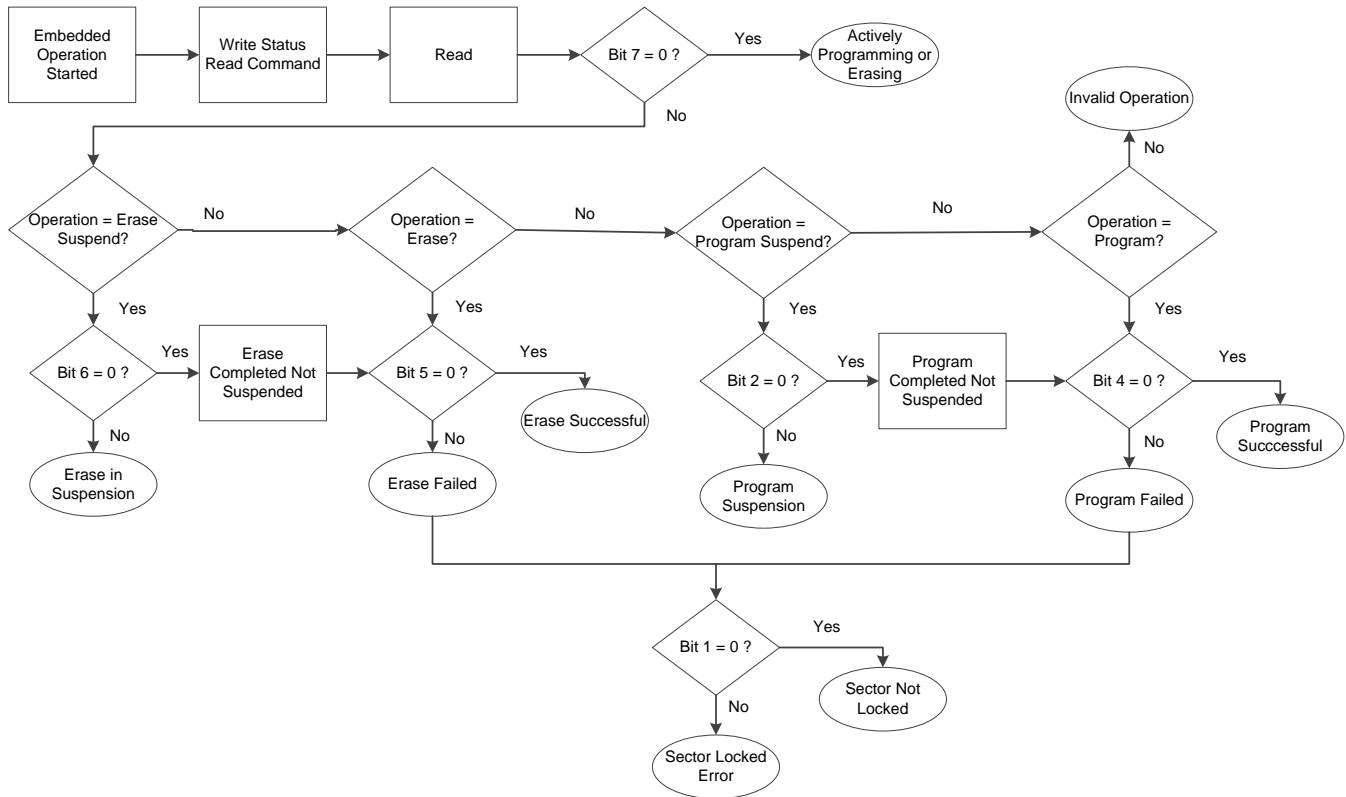 Embedded
Operation
Started
Write Status
Read Command
Read
Bit 7 = 0 ?
Yes
Actively
Programming or
Erasing
No
Invalid Operation
No
Operation = Erase
Suspend?
No
Operation =
Erase?
No
Operation =
Program Suspend?
No
Operation =
Program?
Yes
Yes
Yes
Yes
Bit 6 = 0 ?
Yes
Erase
Completed Not
Suspended
Bit 5 = 0 ?
Yes
Erase Successful
Bit 2 = 0 ?
Yes
Program
Completed Not
Suspended
Bit 4 = 0 ?
Yes
Program
Succcessful
No
Erase in
Suspension
No
Erase Failed
No
Program
Suspension
No
Program Failed
Bit 1 = 0 ?
Yes
Sector Not
Locked
No
Sector Locked
Error